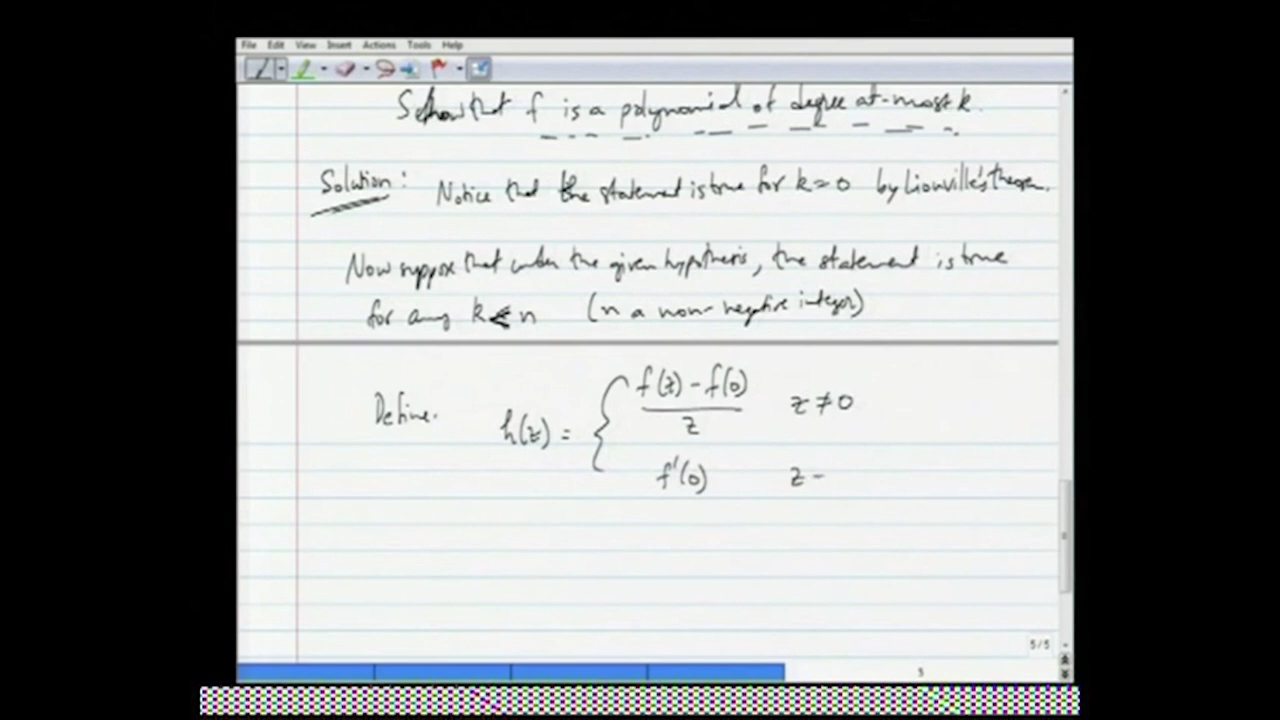 File Edit View Insert Actions Tools Help
Show that f is a polynomial of degree at-most k.
Solution: Notice that the statement is true for k=0 by Liouville's theorem.
Now suppose that under the given hypothesis, the statement is true
for any k < n (n a non-negative integer)
Define. h(z) = { f(z) - f(0) / z z ≠ 0
f'(0) z -
5/5
5